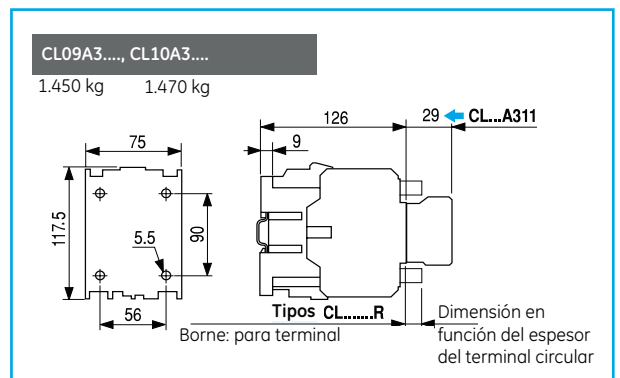 CL09A3...., CL10A3....
1.450 kg 1.470 kg
126 29 CL...A311
75 9
117.5 5.5 90
56
Tipos CL.......R
Borne: para terminal
Dimensión en
función del espesor
del terminal circular